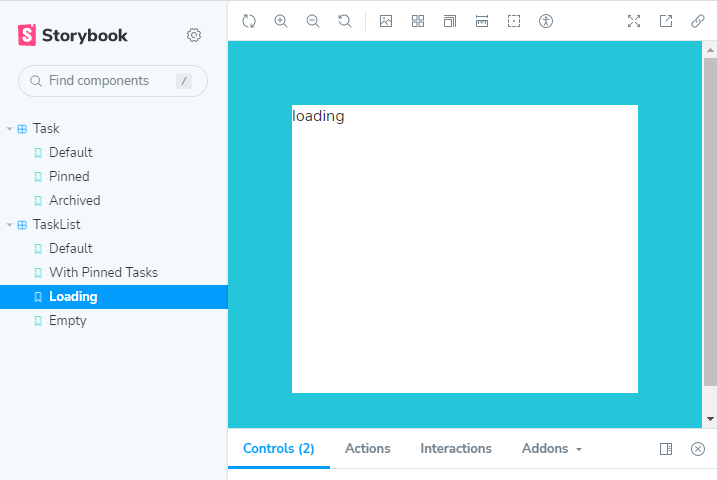 Storybook
Find components /
Task
Default
Pinned
Archived
TaskList
Default
With Pinned Tasks
Loading
Empty
loading
Controls (2) Actions Interactions Addons